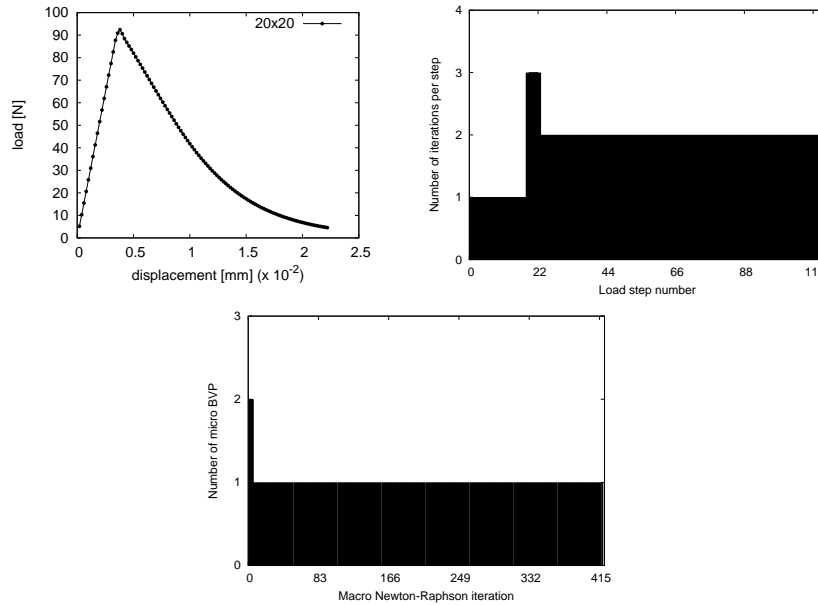 20x20
100
90
80
70
60
50
40
30
20
10
0
load [N]
0 0.5 1 1.5 2 2.5
displacement [mm] (x 10-2)
4
3
2
1
0
Number of iterations per step
0 22 44 66 88 11
Load step number
3
2
1
0
Number of micro BVP
0 83 166 249 332 415
Macro Newton-Raphson iteration